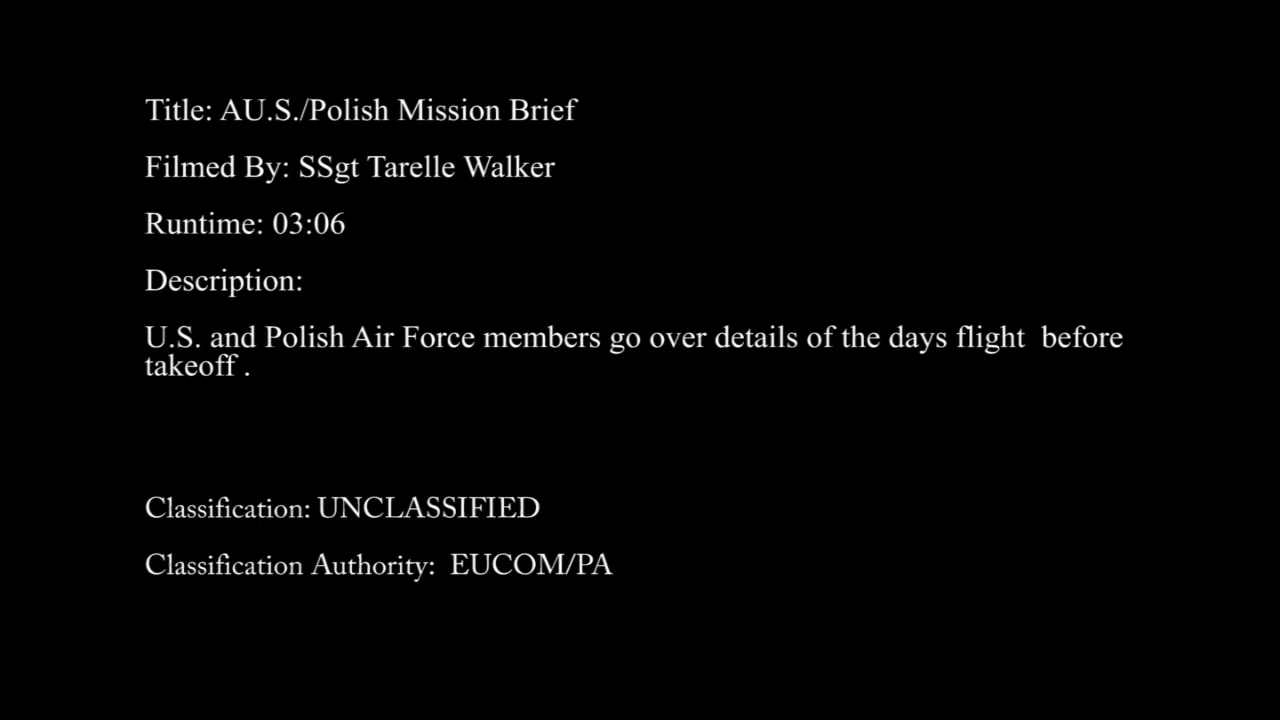 Title: AU.S./Polish Mission Brief
Filmed By: SSgt Tarelle Walker
Runtime: 03:06
Description:
U.S. and Polish Air Force members go over details of the days flight  before
takeoff .
Classification: UNCLASSIFIED
Classification Authority:  EUCOM/PA